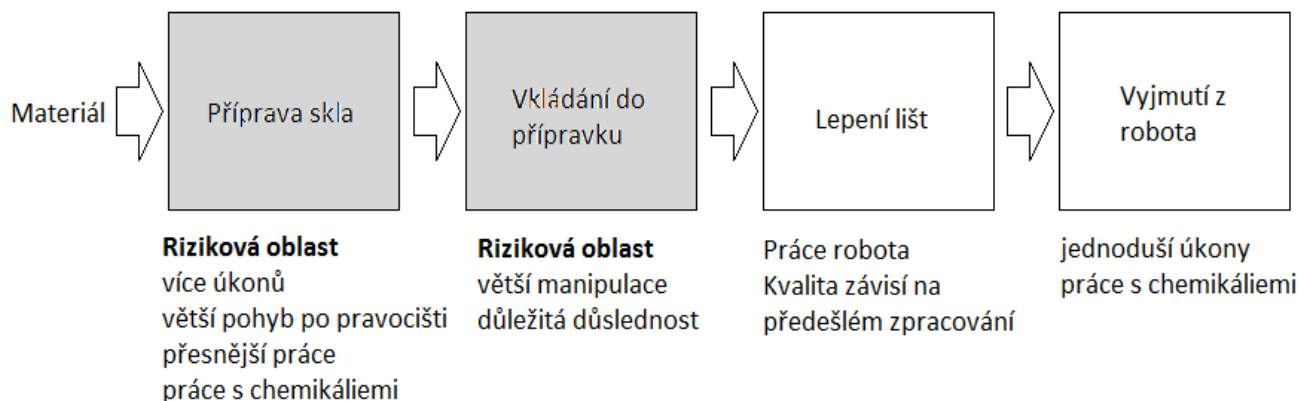 Materiál
Příprava skla
Vkládání do
přípravku
Lepení lišt
Vyjmutí z
robota
Riziková oblast
více úkonů
větší pohyb po pravocišti
přesnější práce
práce s chemikáliemi
Riziková oblast
větší manipulace
důležitá důslednost
Práce robota
Kvalita závisí na
předešlém zpracování
jednoduší úkony
práce s chemikáliemi